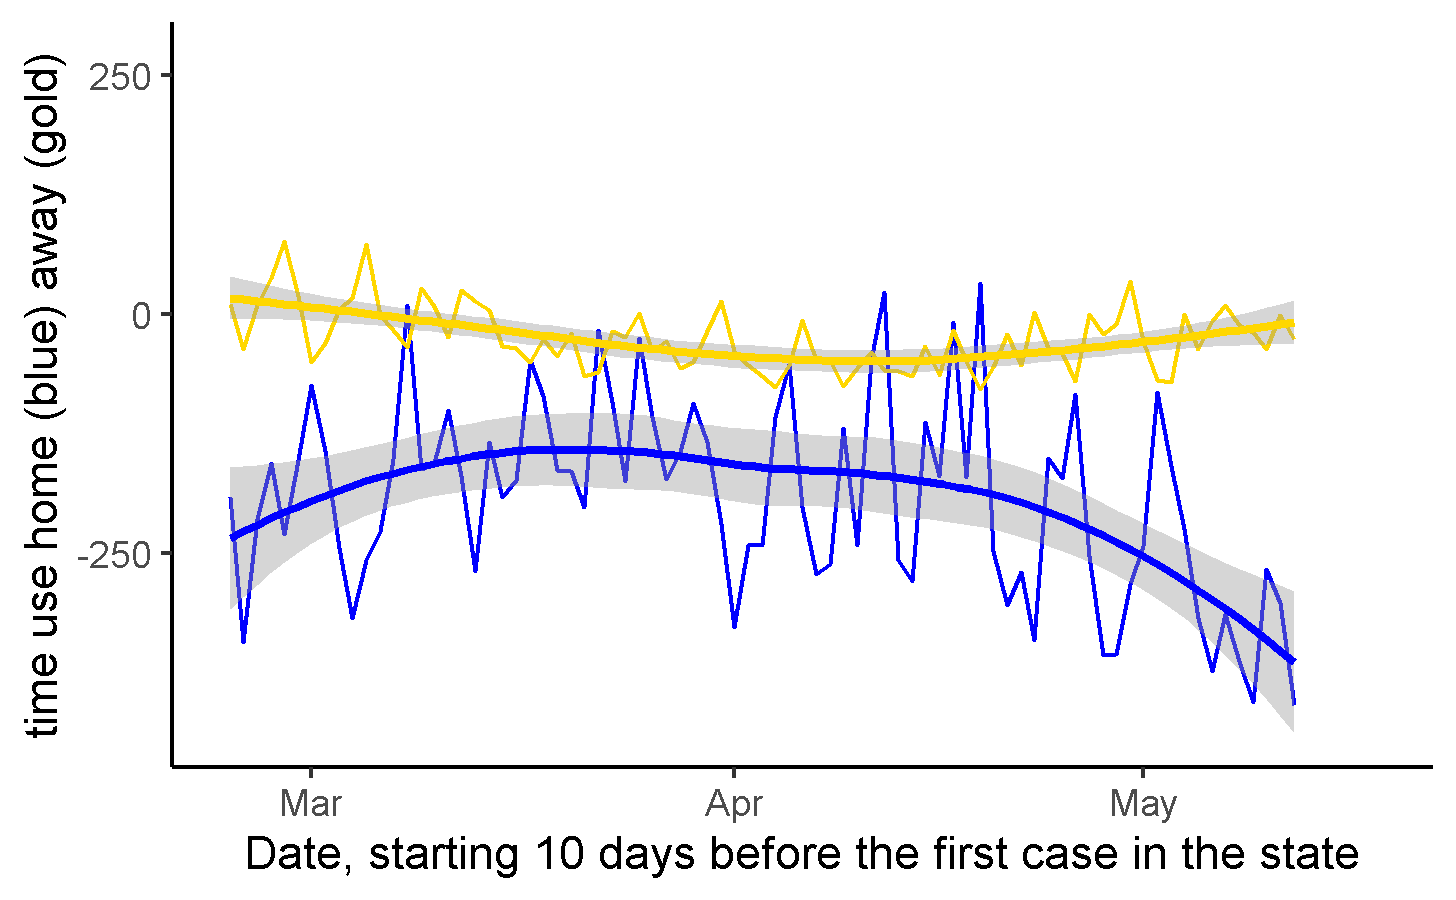 time use home (blue) away (gold)
250
0
-250
Mar
Apr
May
Date, starting 10 days before the first case in the state